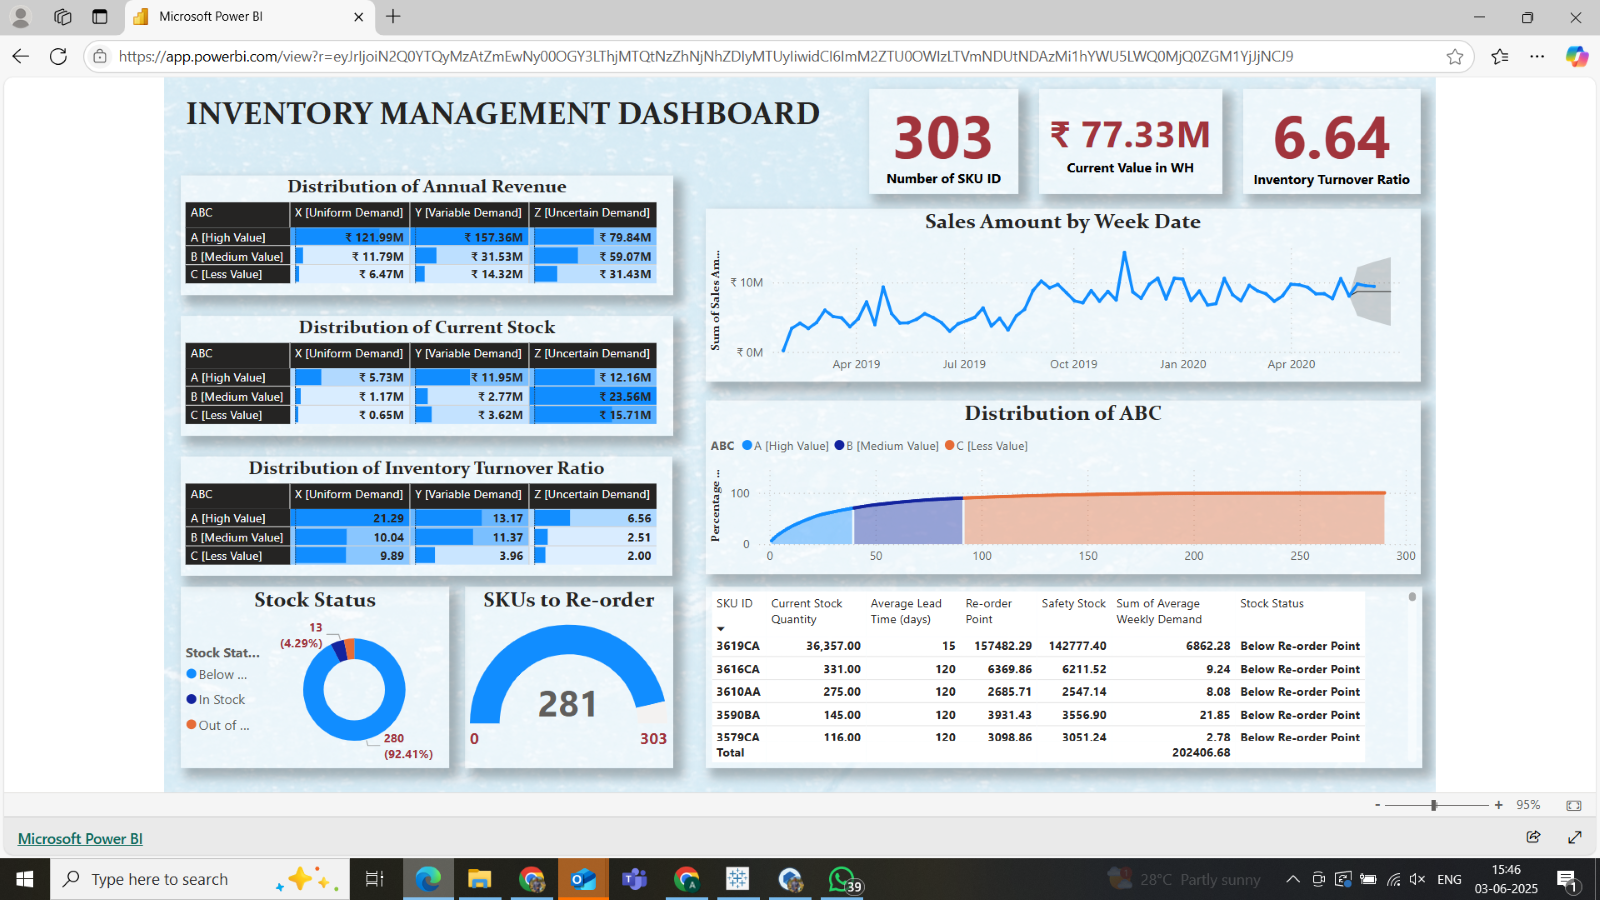 Microsoft Power BI
INVENTORY MANAGEMENT DASHBOARD
303
Number of SKU ID
₹ 77.33M
Current Value in WH
6.64
Inventory Turnover Ratio
Distribution of Annual Revenue
ABC X [Uniform Demand] Y [Variable Demand] Z [Uncertain Demand]
A [High Value] ₹ 121.99M ₹ 157.36M ₹ 79.84M
B [Medium Value] ₹ 11.79M ₹ 31.53M ₹ 59.07M
C [Less Value] ₹ 6.47M ₹ 14.32M ₹ 31.43M
Distribution of Current Stock
ABC X [Uniform Demand] Y [Variable Demand] Z [Uncertain Demand]
A [High Value] ₹ 5.73M ₹ 11.95M ₹ 12.16M
B [Medium Value] ₹ 1.17M ₹ 2.77M ₹ 23.56M
C [Less Value] ₹ 0.65M ₹ 3.62M ₹ 15.71M
Distribution of Inventory Turnover Ratio
ABC X [Uniform Demand] Y [Variable Demand] Z [Uncertain Demand]
A [High Value] 21.29 13.17 6.56
B [Medium Value] 10.04 11.37 2.51
C [Less Value] 9.89 3.96 2.00
Stock Status
13
(4.29%)
Stock Stat...
Below ...
In Stock
Out of ...
280
(92.41%)
SKUs to Re-order
281
0 303
Sales Amount by Week Date
Sum of Sales Am...
₹ 10M
₹ 0M
Apr 2019 Jul 2019 Oct 2019 Jan 2020 Apr 2020
Distribution of ABC
ABC A [High Value] B [Medium Value] C [Less Value]
Percentage ...
100
0
0 50 100 150 200 250 300
SKU ID Current Stock Quantity Average Lead Time (days) Re-order Point Safety Stock Sum of Average Weekly Demand Stock Status
3619CA 36,357.00 15 157482.29 142777.40 6862.28 Below Re-order Point
3616CA 331.00 120 6369.86 6211.52 9.24 Below Re-order Point
3610AA 275.00 120 2685.71 2547.14 8.08 Below Re-order Point
3590BA 145.00 120 3931.43 3556.90 21.85 Below Re-order Point
3579CA 116.00 120 3098.86 3051.24 2.78 Below Re-order Point
Total 202406.68
- + 95%
Microsoft Power BI
Type here to search
39
28°C Partly sunny
ENG
15:46
03-06-2025
1